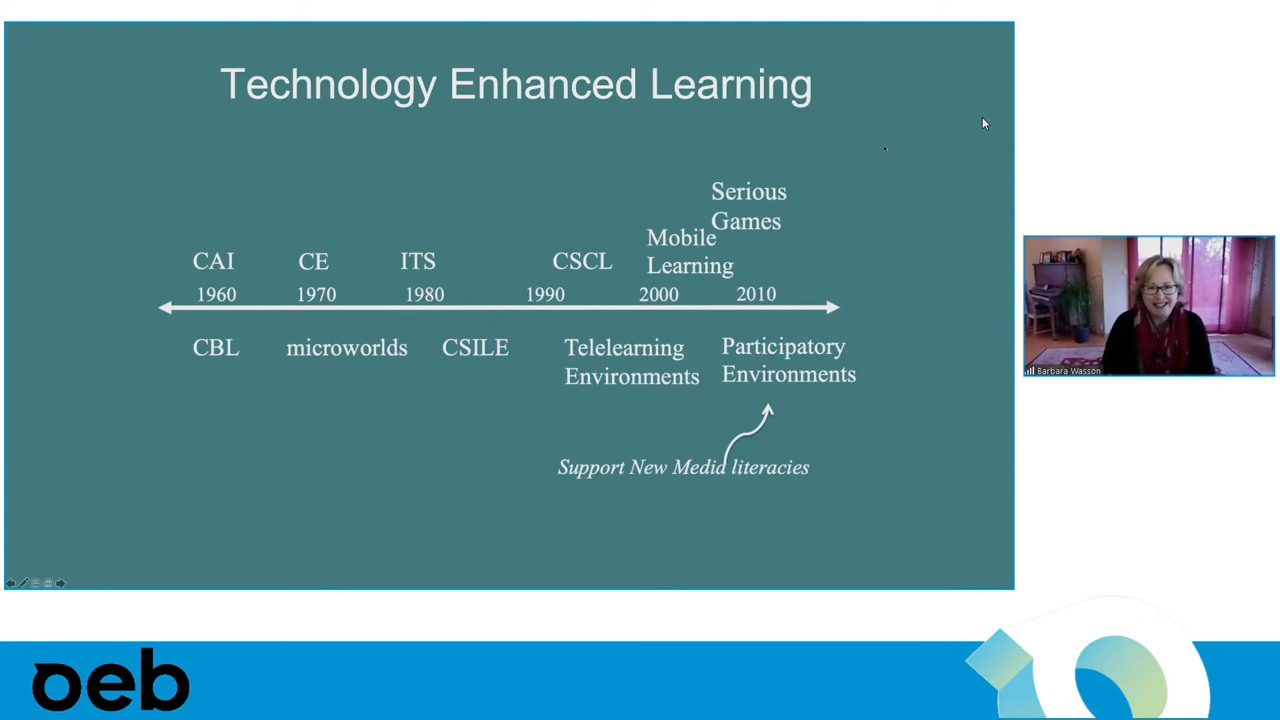 Technology Enhanced Learning
Serious
Games
Mobile
Learning
CAI CE ITS CSCL
1960 1970 1980 1990 2000 2010
CBL microworlds CSILE Telelearning Participatory
Environments Environments
Support New Media literacies
Barbara Wasson
oeb